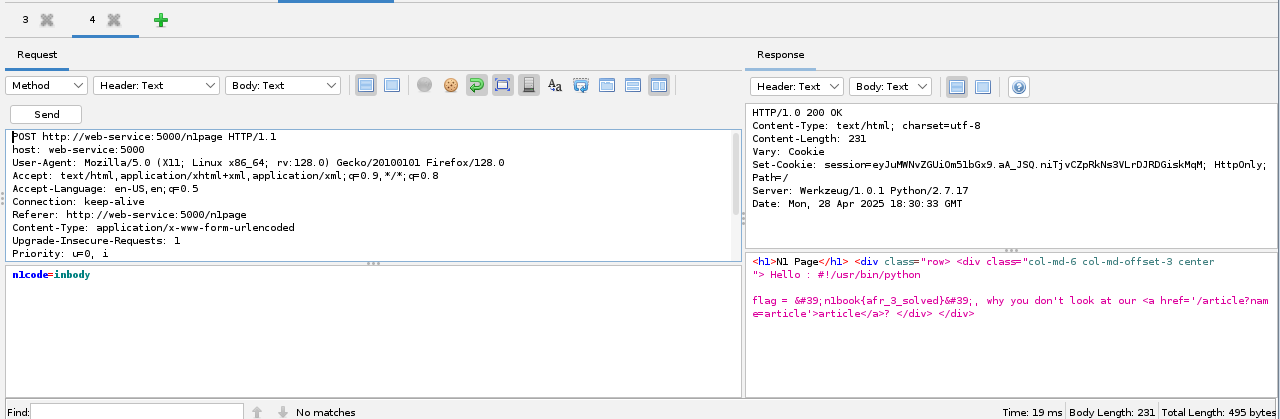 3 4
Request
Method Header: Text Body: Text
Send
POST http://web-service:5000/n1page HTTP/1.1
host: web-service:5000
User-Agent: Mozilla/5.0 (X11; Linux x86_64; rv:128.0) Gecko/20100101 Firefox/128.0
Accept: text/html,application/xhtml+xml,application/xml;q=0.9,*/*;q=0.8
Accept-Language: en-US,en;q=0.5
Connection: keep-alive
Referer: http://web-service:5000/n1page
Content-Type: application/x-www-form-urlencoded
Upgrade-Insecure-Requests: 1
Priority: u=0, i
n1code=inbody
Find: No matches
Response
Header: Text Body: Text
HTTP/1.0 200 OK
Content-Type: text/html; charset=utf-8
Content-Length: 231
Vary: Cookie
Set-Cookie: session=eyJuMWNvZGUiOm51bGx9.aA_JSQ.niTjvCZpRkNs3VLrDJRDGiskMqM; HttpOnly;
Path=/
Server: Werkzeug/1.0.1 Python/2.7.17
Date: Mon, 28 Apr 2025 18:30:33 GMT
<h1>N1 Page</h1> <div class="row> <div class="col-md-6 col-md-offset-3 center
"> Hello : #!/usr/bin/python
flag = &#39;n1book{afr_3_solved}&#39;, why you don't look at our <a href='/article?nam
e=article'>article</a>? </div> </div>
Time: 19 ms Body Length: 231 Total Length: 495 bytes